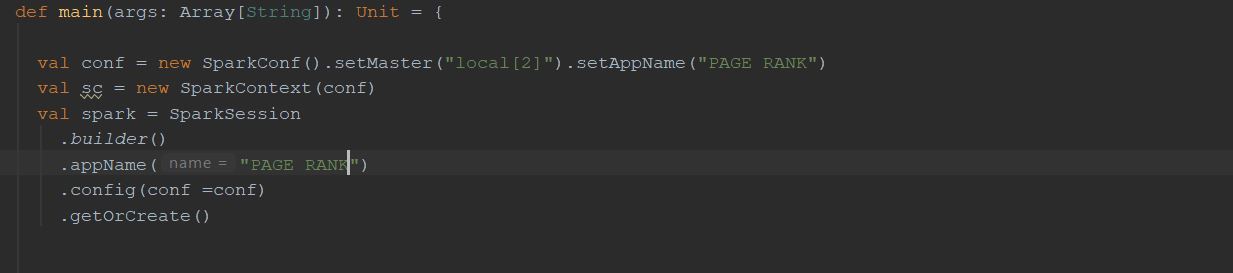 def main(args: Array[String]): Unit = {
val conf = new SparkConf().setMaster("local[2]").setAppName("PAGE RANK")
val sc = new SparkContext(conf)
val spark = SparkSession
.builder()
.appName( name = "PAGE RANK")
.config(conf =conf)
.getOrCreate()